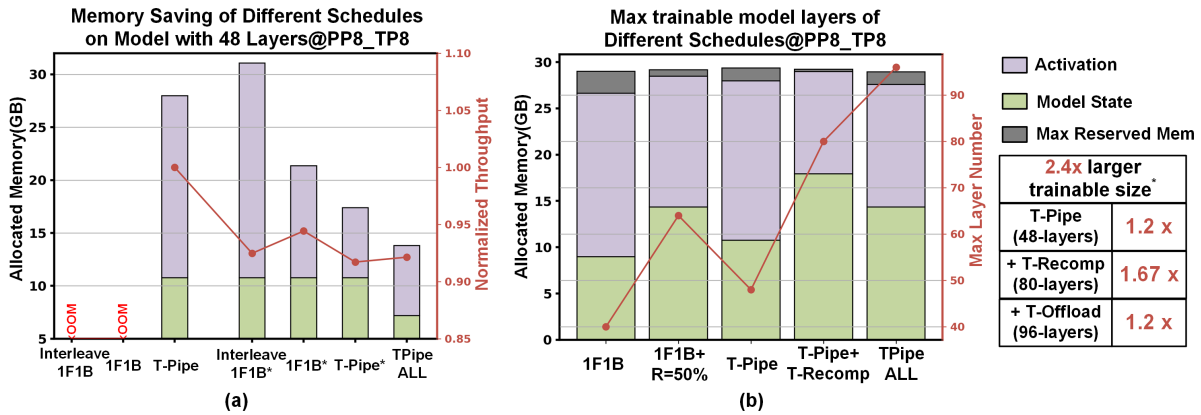 Memory Saving of Different Schedules
on Model with 48 Layers@PP8_TP8
Allocated Memory(GB)
30
25
20
15
10
5
OOM
OOM
1.10
1.05
1.00
0.95
0.90
0.85
Normalized Throughput
Interleave
1F1B
1F1B
T-Pipe
Interleave
1F1B*
1F1B*
T-Pipe*
TPipe
ALL
(a)
Max trainable model layers of
Different Schedules@PP8_TP8
Allocated Memory(GB)
30
25
20
15
10
5
0
90
80
70
60
50
40
Max Layer Number
1F1B
1F1B+
R=50%
T-Pipe
T-Pipe+
T-Recomp
TPipe
ALL
(b)
Activation
Model State
Max Reserved Mem
2.4x larger
trainable size*
T-Pipe
(48-layers)
1.2 x
+ T-Recomp
(80-layers)
1.67 x
+ T-Offload
(96-layers)
1.2 x